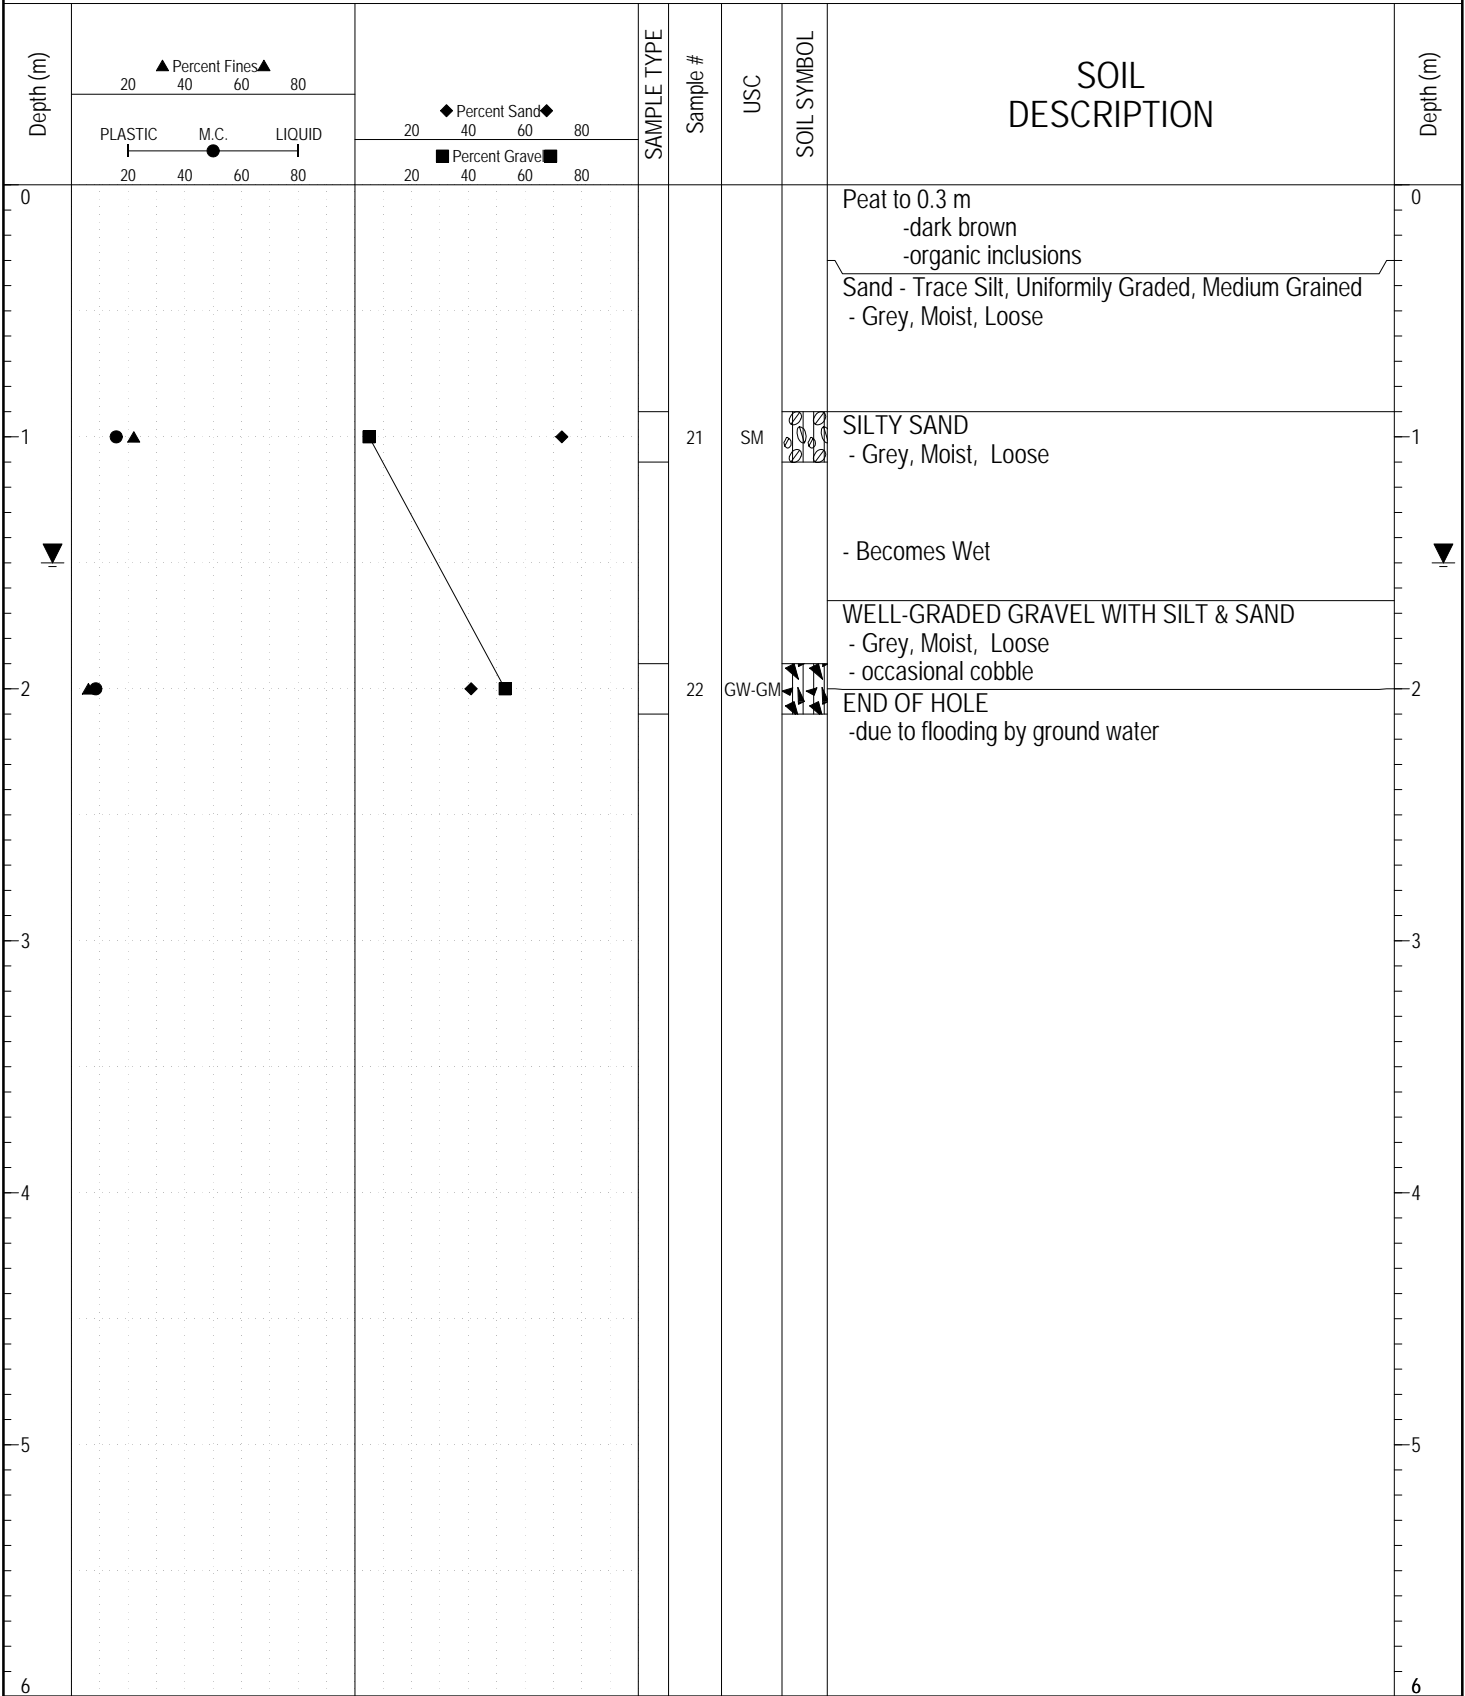 Depth (m)
▲ Percent Fines ▲
20 40 60 80
PLASTIC M.C. LIQUID
20 40 60 80
◆ Percent Sand ◆
20 40 60 80
■ Percent Gravel ■
20 40 60 80
SAMPLE TYPE
Sample #
USC
SOIL SYMBOL
SOIL
DESCRIPTION
Depth (m)
0
Peat to 0.3 m
-dark brown
-organic inclusions
0
Sand - Trace Silt, Uniformily Graded, Medium Grained
- Grey, Moist, Loose
1
21
SM
SILTY SAND
- Grey, Moist, Loose
1
- Becomes Wet
WELL-GRADED GRAVEL WITH SILT & SAND
- Grey, Moist, Loose
- occasional cobble
2
22
GW-GM
2
END OF HOLE
-due to flooding by ground water
3
3
4
4
5
5
6
6